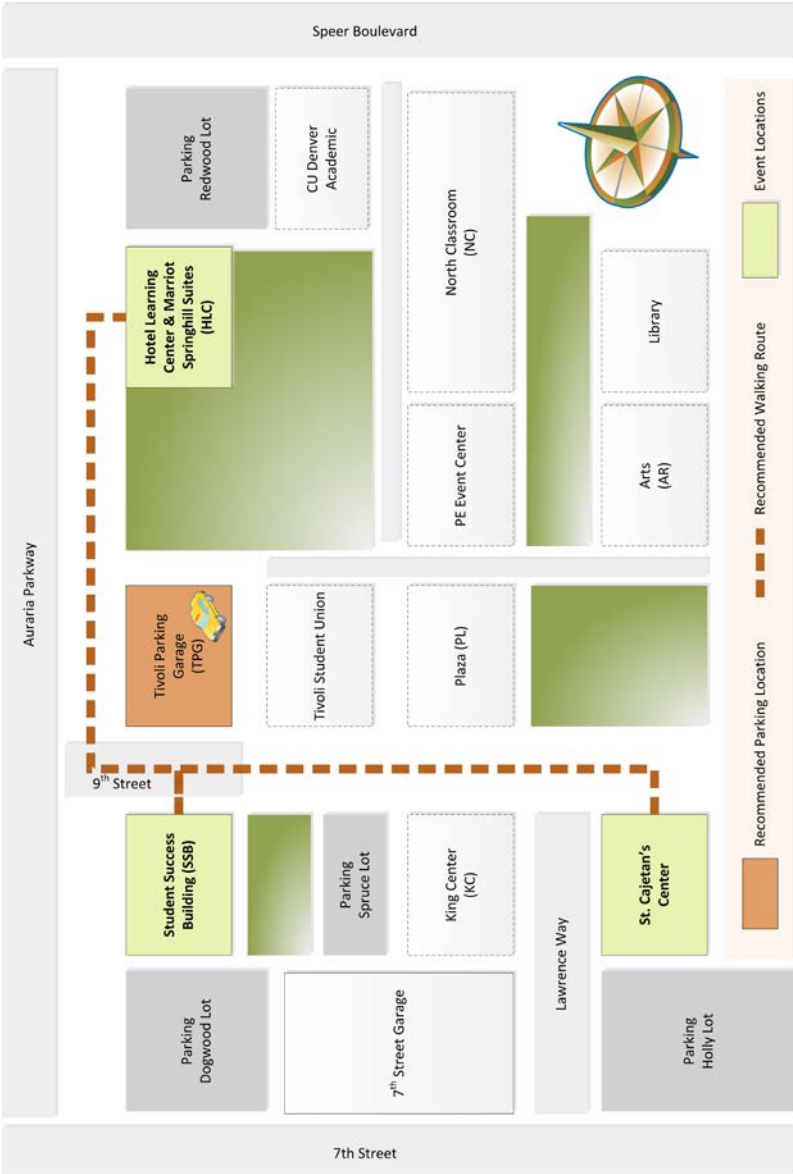 Speer Boulevard
Auraria Parkway
Parking
Redwood Lot
CU Denver
Academic
North Classroom
(NC)
Hotel Learning
Center & Marriot
Springhill Suites
(HLC)
Library
PE Event Center
Arts
(AR)
Tivoli Parking
Garage
(TPG)
Tivoli Student Union
Plaza (PL)
9th Street
Student Success
Building (SSB)
Parking
Spruce Lot
King Center
(KC)
Lawrence Way
St. Cajetan's
Center
Parking
Dogwood Lot
7th Street Garage
Parking
Holly Lot
7th Street
Recommended Parking Location
Recommended Walking Route
Event Locations